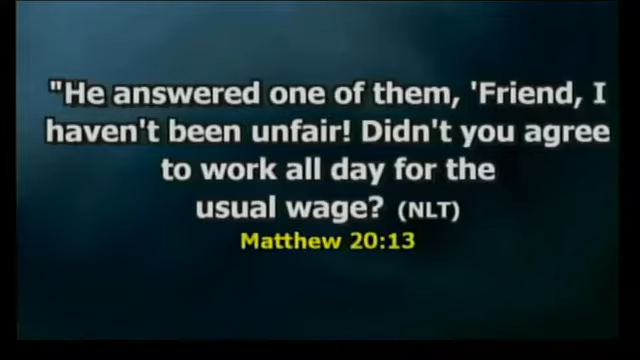 "He answered one of them, 'Friend, I
haven't been unfair! Didn't you agree
to work all day for the
usual wage? (NLT)
Matthew 20:13